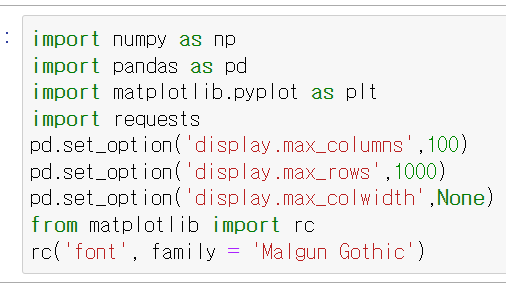 :
import numpy as np
import pandas as pd
import matplotlib.pyplot as plt
import requests
pd.set_option('display.max_columns',100)
pd.set_option('display.max_rows',1000)
pd.set_option('display.max_colwidth',None)
from matplotlib import rc
rc('font', family = 'Malgun Gothic')